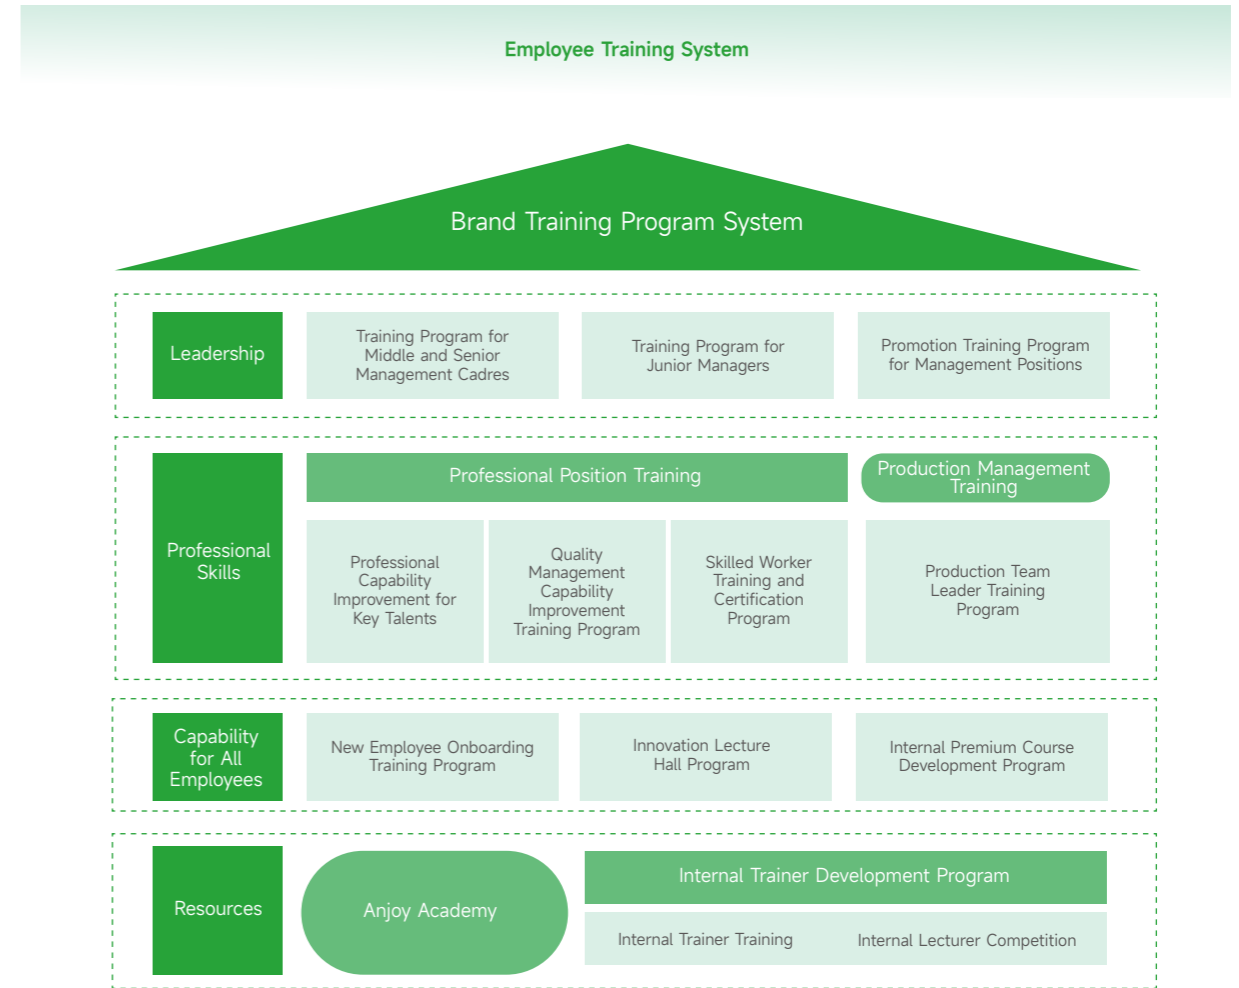 Employee Training System
Brand Training Program System
Leadership
Training Program for
Middle and Senior
Management Cadres
Training Program for
Junior Managers
Promotion Training Program
for Management Positions
Professional
Skills
Professional Position Training
Production Management
Training
Professional
Capability
Improvement for
Key Talents
Quality
Management
Capability
Improvement
Training Program
Skilled Worker
Training and
Certification
Program
Production Team
Leader Training
Program
Capability
for All
Employees
New Employee Onboarding
Training Program
Innovation Lecture
Hall Program
Internal Premium Course
Development Program
Resources
Anjoy Academy
Internal Trainer Development Program
Internal Trainer Training
Internal Lecturer Competition